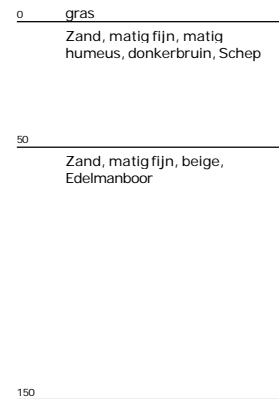 0 gras
Zand, matig fijn, matig
humeus, donkerbruin, Schep
50
Zand, matig fijn, beige,
Edelmanboor
150